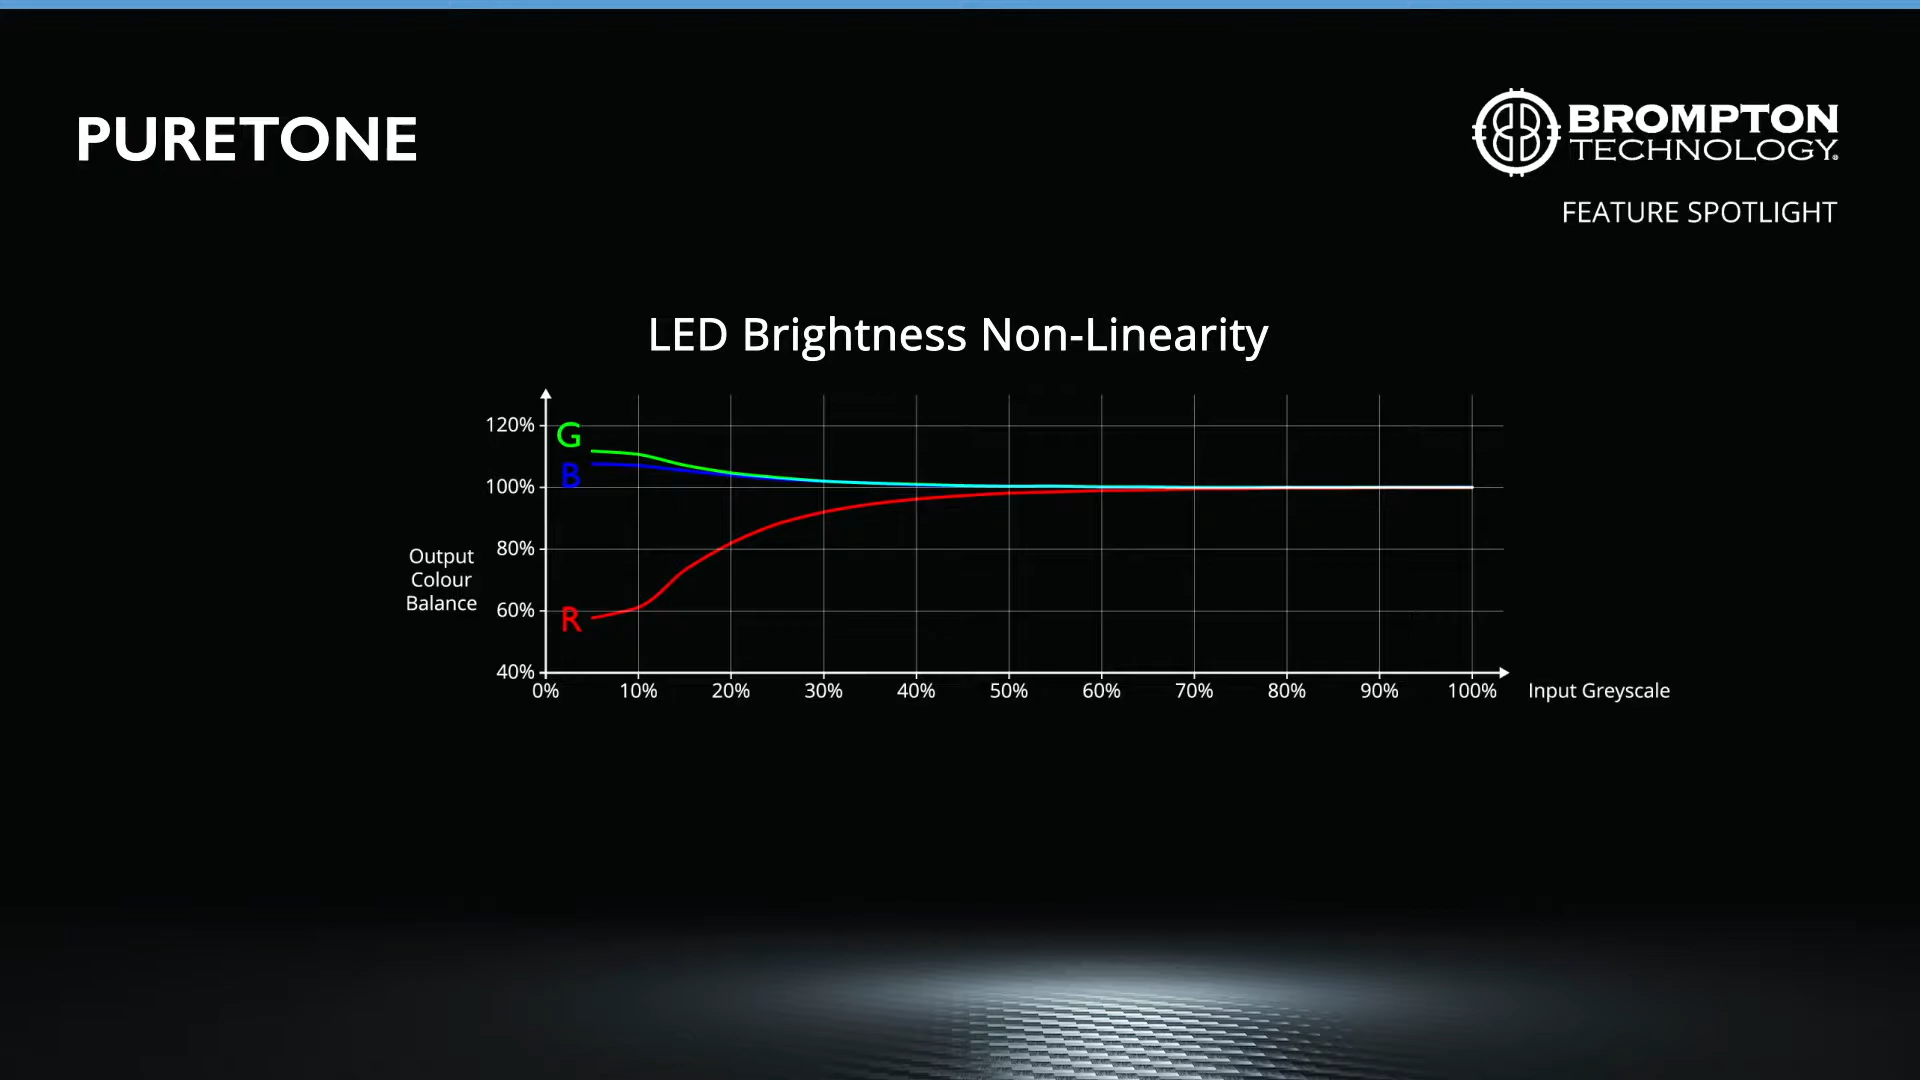 PURETONE
BROMPTON
TECHNOLOGY®
FEATURE SPOTLIGHT
LED Brightness Non-Linearity
120%
G
B
100%
80%
Output
Colour
Balance
60%
R
40%
0% 10% 20% 30% 40% 50% 60% 70% 80% 90% 100% Input Greyscale